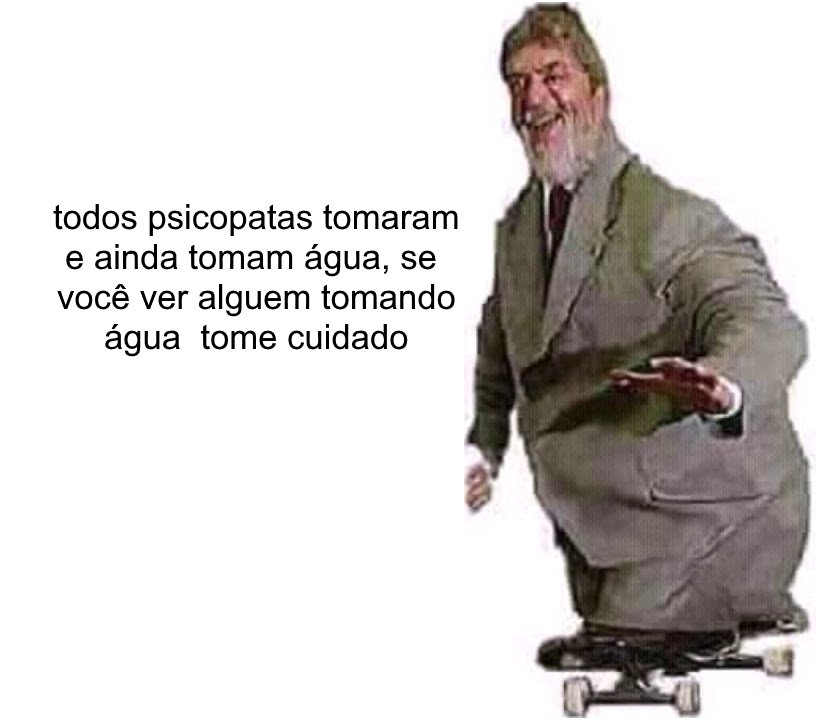 todos psicopatas tomaram
e ainda tomam água, se
você ver alguem tomando
água  tome cuidado